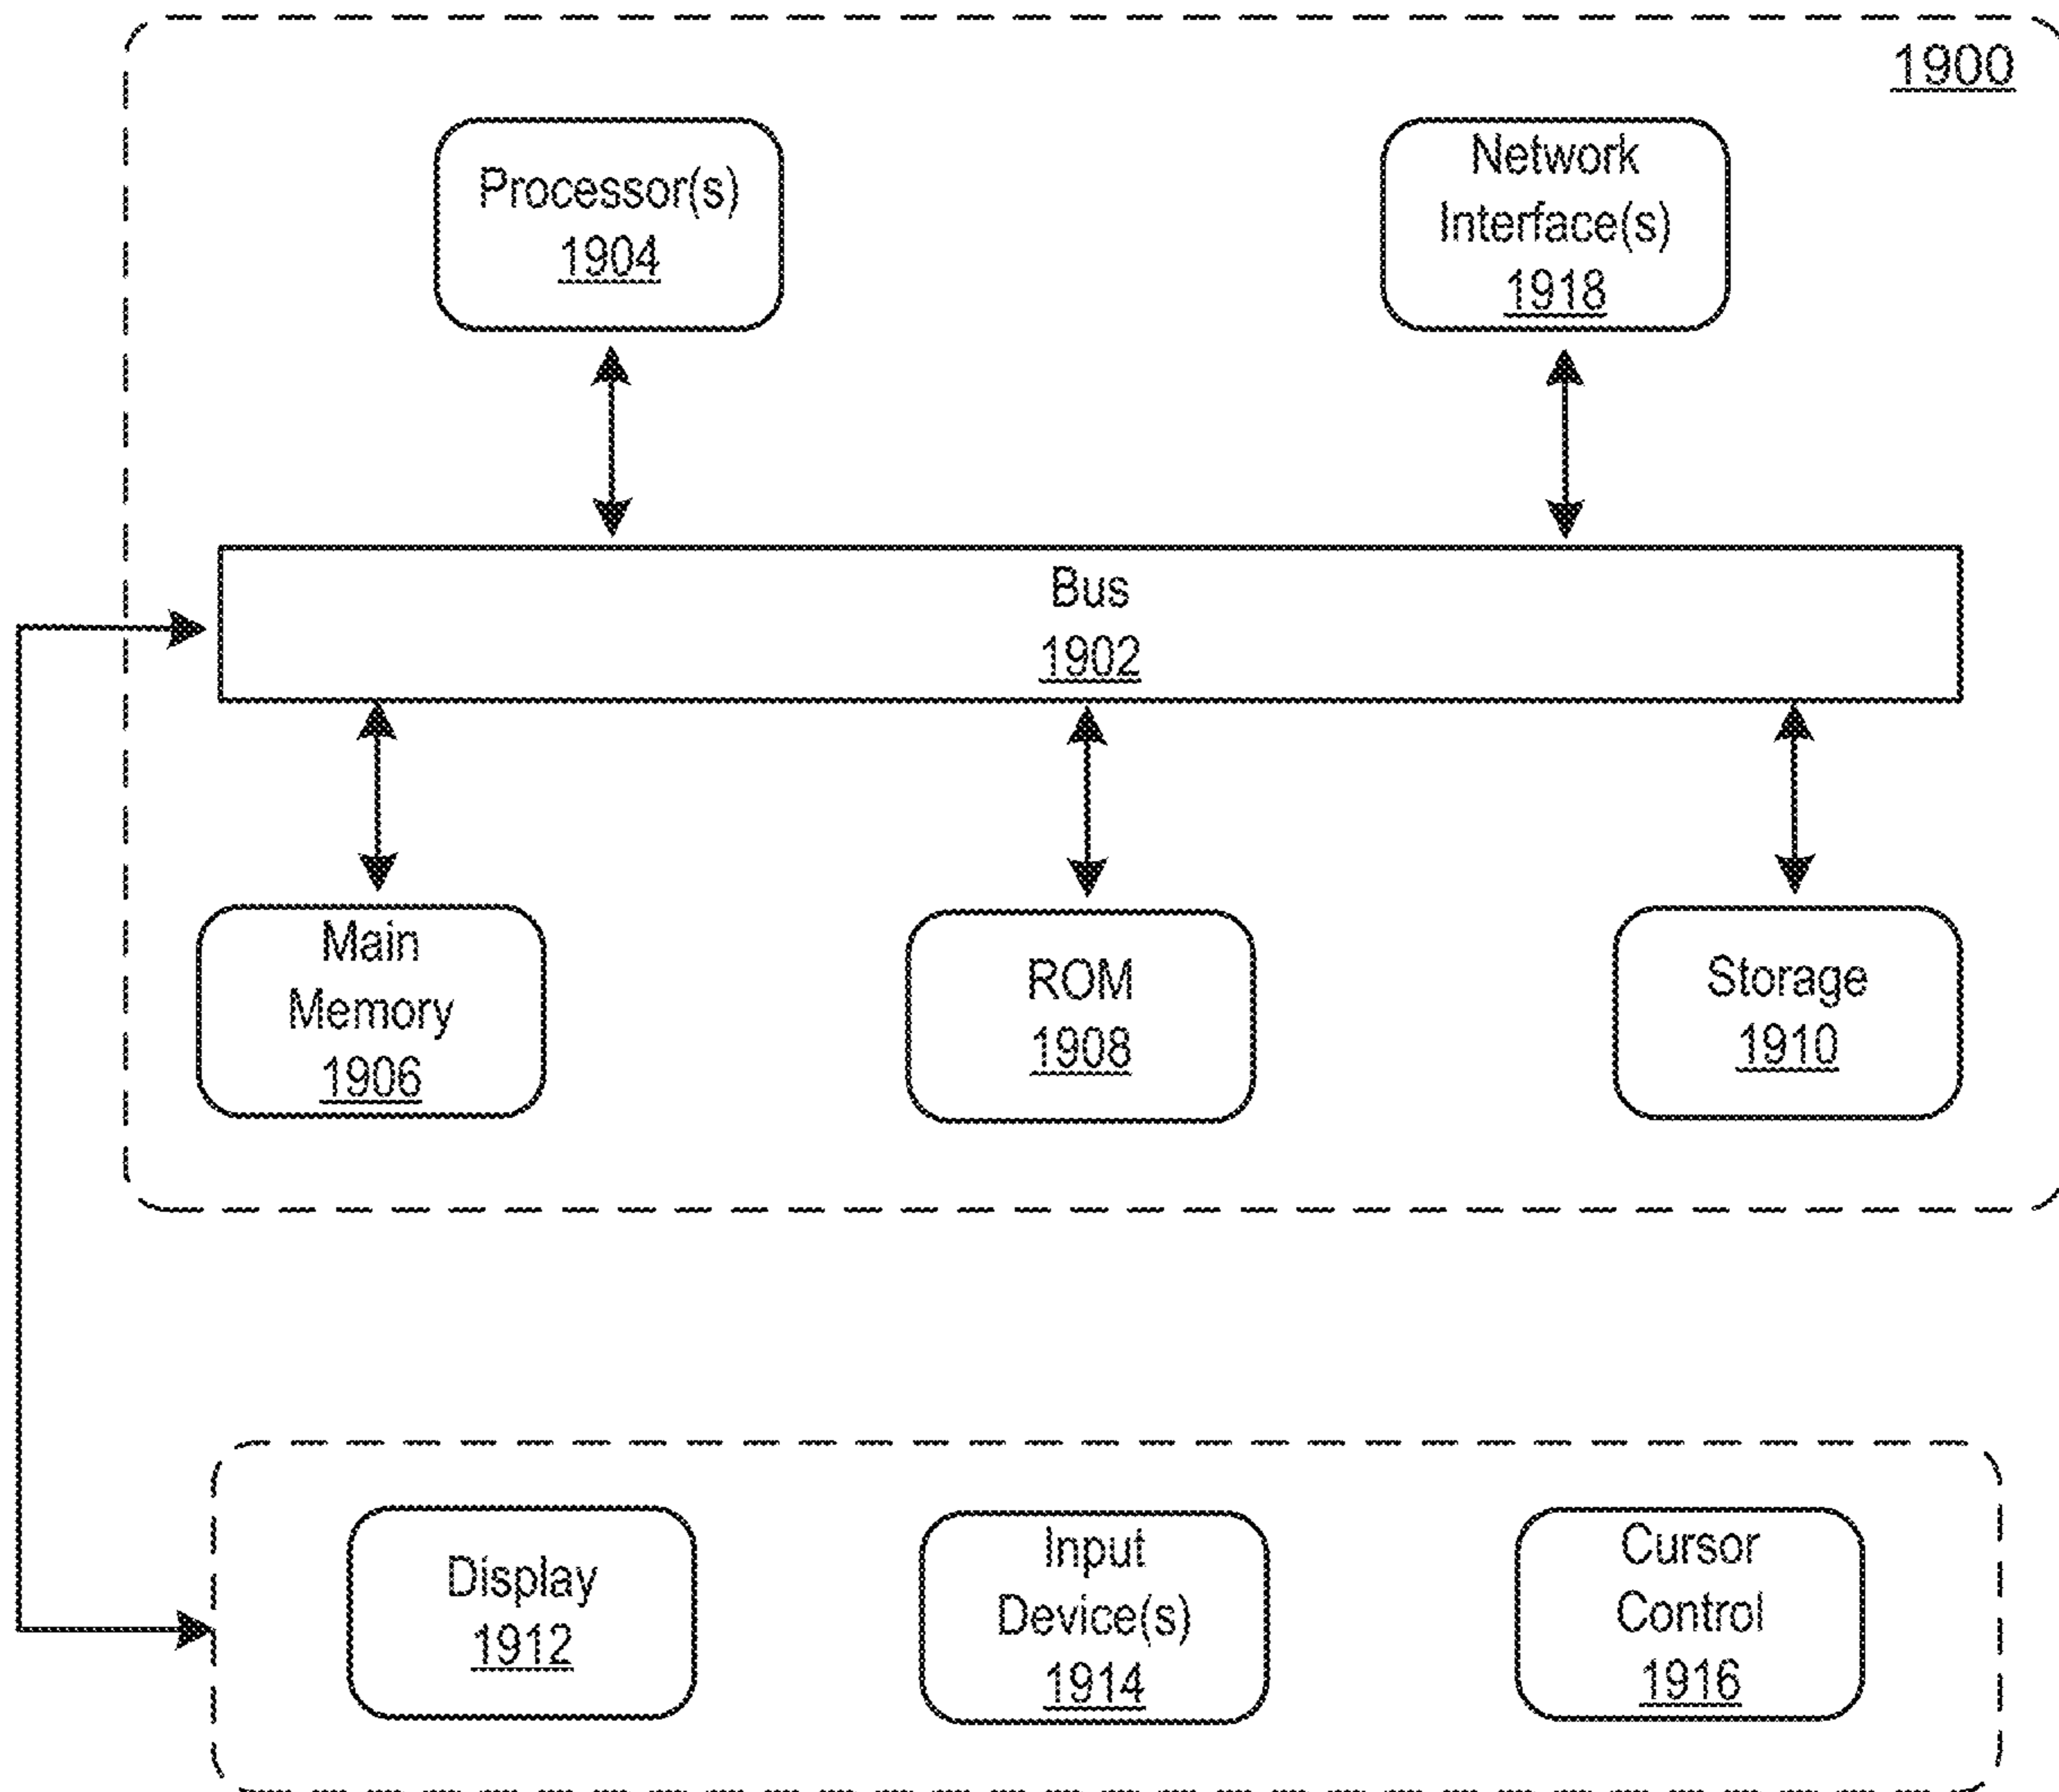 1900
Processor(s)
1904
Network
Interface(s)
1918
Bus
1902
Main
Memory
1906
ROM
1908
Storage
1910
Display
1912
Input
Device(s)
1914
Cursor
Control
1916